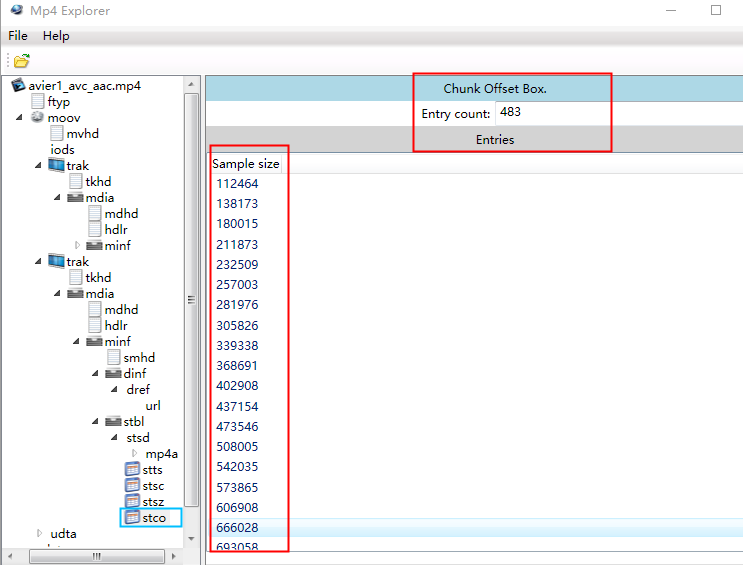 Mp4 Explorer
File Help
avier1_avc_aac.mp4
ftyp
moov
mvhd
iods
trak
tkhd
mdia
mdhd
hdlr
minf
trak
tkhd
mdia
mdhd
hdlr
minf
smhd
dinf
dref
url
stbl
stsd
mp4a
stts
stsc
stsz
stco
udta
Chunk Offset Box.
Entry count: 483
Entries
Sample size
112464
138173
180015
211873
232509
257003
281976
305826
339338
368691
402908
437154
473546
508005
542035
573865
606908
666028
693058